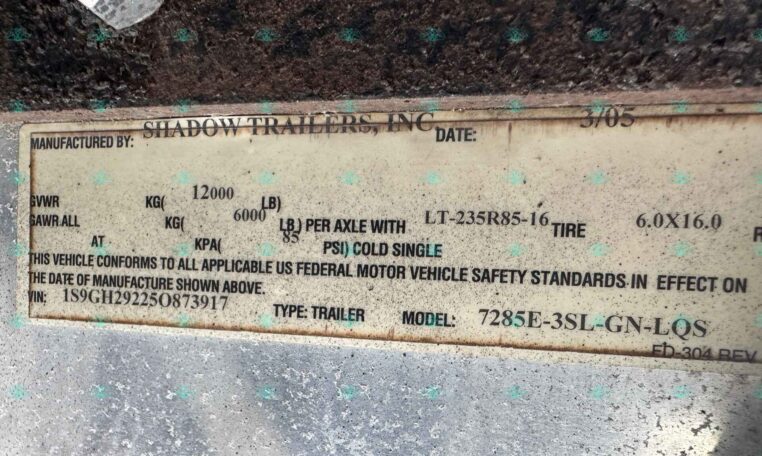 MANUFACTURED BY: SHADOW TRAILERS, INC DATE: 3/05
GVWR KG( 12000 LB)
GAWR ALL KG( 6000 LB) PER AXLE WITH LT-235R85-16 TIRE 6.0X16.0 R
AT KPA( 85 PSI) COLD SINGLE
THIS VEHICLE CONFORMS TO ALL APPLICABLE US FEDERAL MOTOR VEHICLE SAFETY STANDARDS IN EFFECT ON
THE DATE OF MANUFACTURE SHOWN ABOVE.
VIN: 1S9GH29225O873917 TYPE: TRAILER MODEL: 7285E-3SL-GN-LQS
FD-304 REV